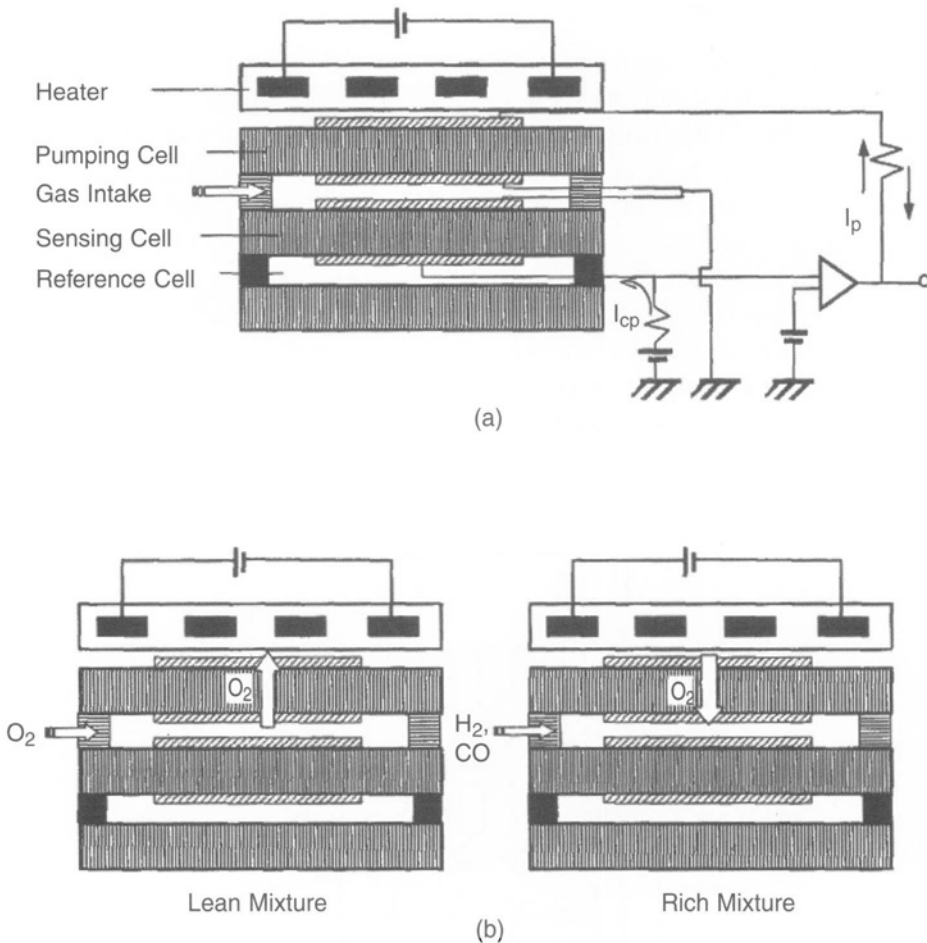 Heater
Pumping Cell
Gas Intake
Sensing Cell
Reference Cell
Ip
Icp
(a)
O2
O2
Lean Mixture
O2
H2,
CO
Rich Mixture
(b)